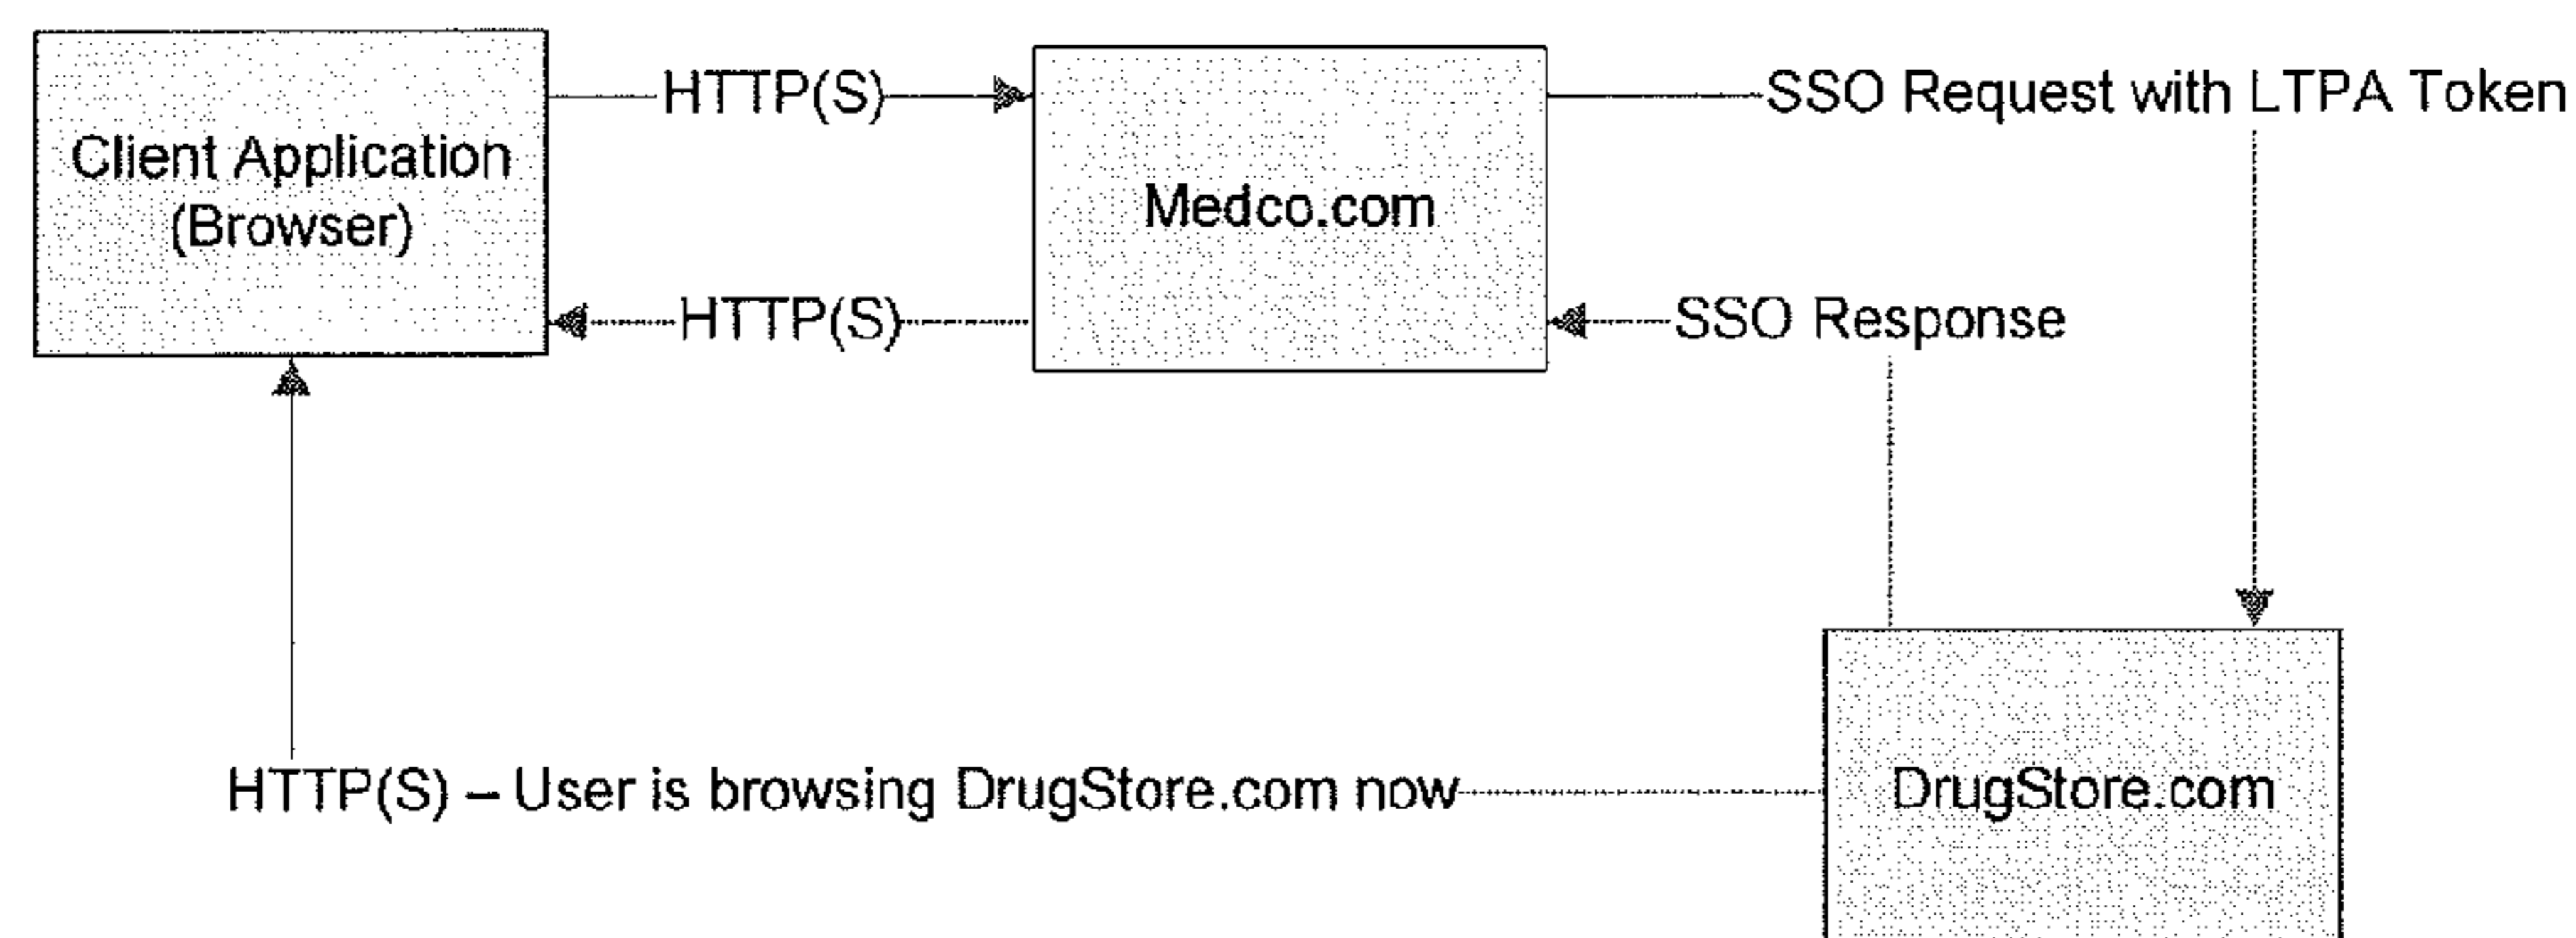 HTTP(S)
SSO Request with LTPA Token
Client Application
(Browser)
Medco.com
HTTP(S)
SSO Response
HTTP(S) – User is browsing DrugStore.com now
DrugStore.com